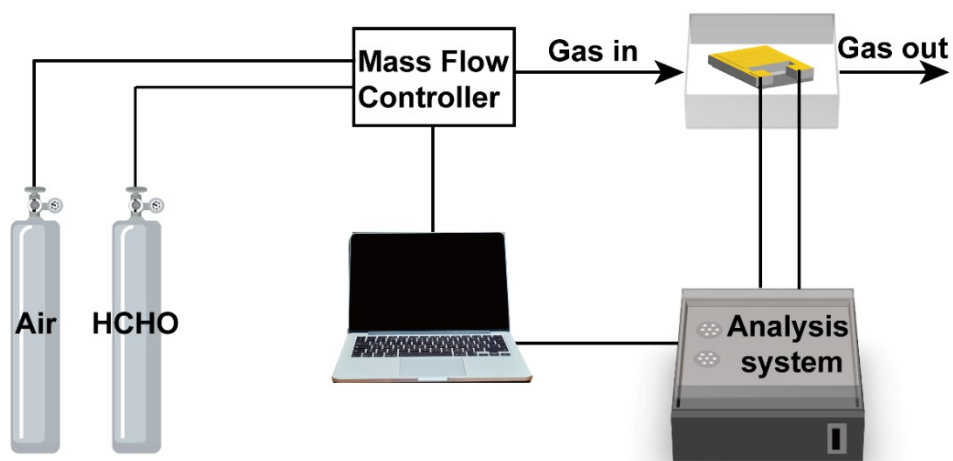 Mass Flow
Controller
Gas in
Gas out
Air
HCHO
Analysis
system